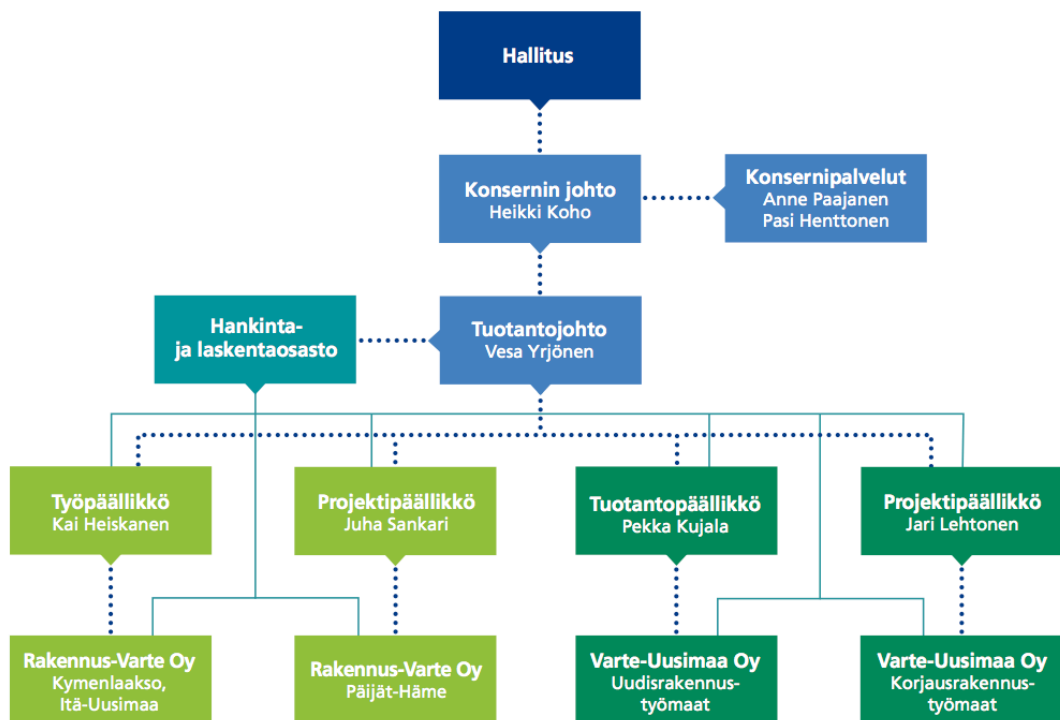 Hallitus
Konsernin johto
Heikki Koho
Konsernipalvelut
Anne Paajanen
Pasi Henttonen
Hankinta-
ja laskentaosasto
Tuotantojohto
Vesa Yrjönen
Työpäällikkö
Kai Heiskanen
Projektipäällikkö
Juha Sankari
Tuotantopäällikkö
Pekka Kujala
Projektipäällikkö
Jari Lehtonen
Rakennus-Varte Oy
Kymenlaakso,
Itä-Uusimaa
Rakennus-Varte Oy
Päijät-Häme
Varte-Uusimaa Oy
Uudisrakennus-
työmaat
Varte-Uusimaa Oy
Korjausrakennus-
työmaat